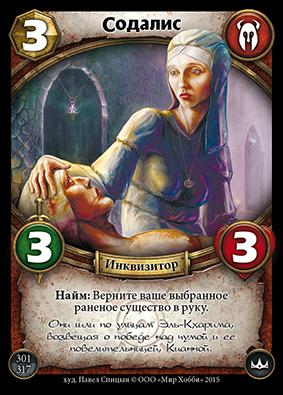 3
Содалис
3
3
Инквизитор
Найм: Верните ваше выбранное
раненое существо в руку.
Они шли по улицам Эль-Кхарима,
возвещая о победе над чумой и ее
повелительницей, Кианной.
301
317
худ. Павел Спицын © ООО «Мир Хобби» 2015